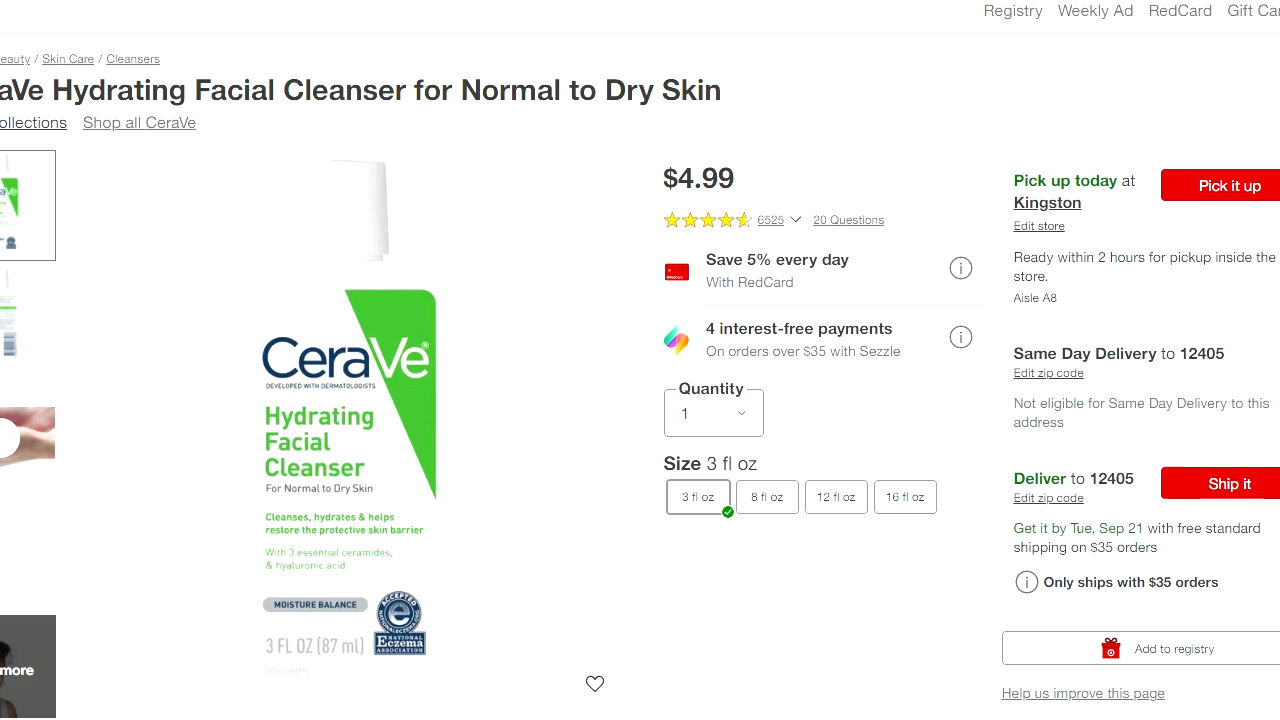 Registry Weekly Ad RedCard Gift Car
eauty / Skin Care / Cleansers
aVe Hydrating Facial Cleanser for Normal to Dry Skin
ollections Shop all CeraVe
$4.99
6525 20 Questions
Save 5% every day
With RedCard
4 interest-free payments
On orders over $35 with Sezzle
Quantity
1
Size 3 fl oz
3 fl oz 8 fl oz 12 fl oz 16 fl oz
Pick up today at
Kingston
Pick it up
Edit store
Ready within 2 hours for pickup inside the
store.
Aisle A8
Same Day Delivery to 12405
Edit zip code
Not eligible for Same Day Delivery to this
address
Deliver to 12405
Ship it
Edit zip code
Get it by Tue, Sep 21 with free standard
shipping on $35 orders
Only ships with $35 orders
Add to registry
Help us improve this page
CeraVe®
DEVELOPED WITH DERMATOLOGISTS
Hydrating
Facial
Cleanser
For Normal to Dry Skin
Cleanses, hydrates & helps
restore the protective skin barrier
With 3 essential ceramides,
& hyaluronic acid
MOISTURE BALANCE
ACCEPTED
NATIONALECZEMA.ORG
NATIONAL
Eczema
ASSOCIATION
3 FL OZ (87 ml)
more